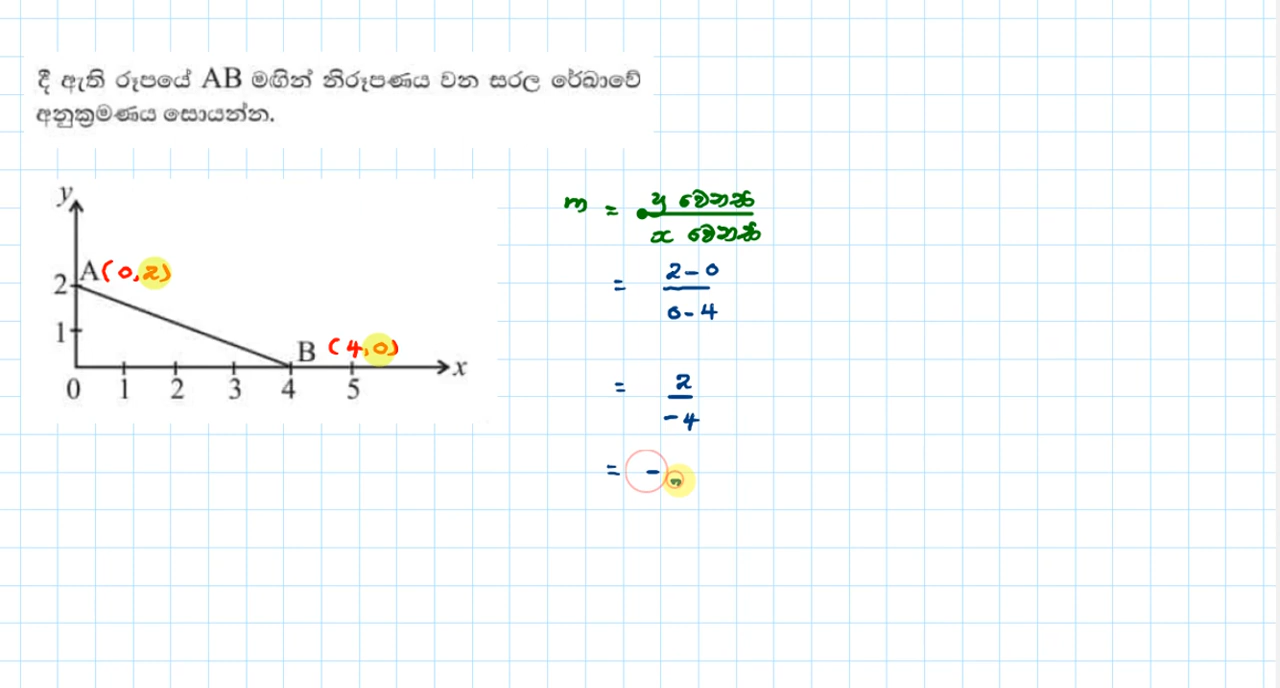 දී ඇති රූපයේ AB මඟින් නිරූපණය වන සරල රේඛාවේ
අනුක්‍රමණය සොයන්න.
y
A(0,2)
2
1
B (4,0)
x
0 1 2 3 4 5
m = y වෙනස
x වෙනස
= 2-0
0-4
= 2
-4
= -